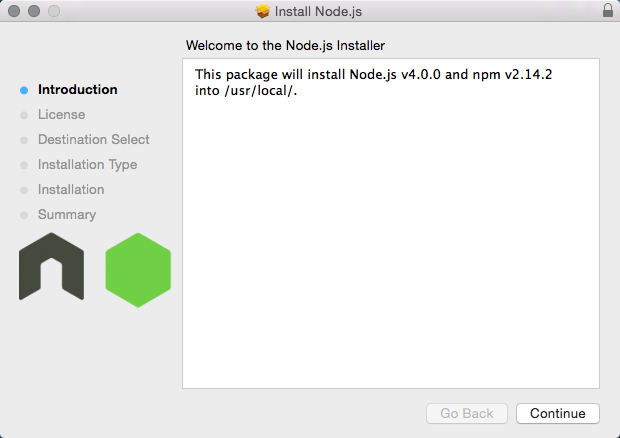 Install Node.js
Welcome to the Node.js Installer
Introduction
License
Destination Select
Installation Type
Installation
Summary
This package will install Node.js v4.0.0 and npm v2.14.2
into /usr/local/.
Go Back
Continue